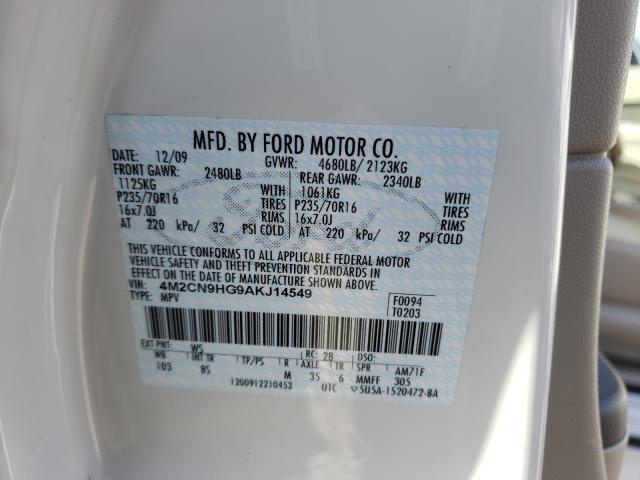 MFD. BY FORD MOTOR CO.
DATE: 12/09 GVWR: 4680LB/ 2123KG
FRONT GAWR: 2480LB REAR GAWR: 2340LB
1125KG WITH 1061KG WITH
P235/70R16 TIRES P235/70R16 TIRES
16x7.0J RIMS 16x7.0J RIMS
AT 220 kPa/ 32 PSI COLD AT 220 kPa/ 32 PSI COLD
THIS VEHICLE CONFORMS TO ALL APPLICABLE FEDERAL MOTOR
VEHICLE SAFETY AND THEFT PREVENTION STANDARDS IN
EFFECT ON THE DATE OF MANUFACTURE SHOWN ABOVE.
VIN: 4M2CN9HG9AKJ14549 F0094
TYPE: MPV T0203
EXT PNT: WS RC: 28 DSO:
WB INT TR TP/PS R AXLE TR SPR AM71F
103 85 M 35 6 MMFF 305
1200912210453 UTC 5U5A-1520472-BA
Ford